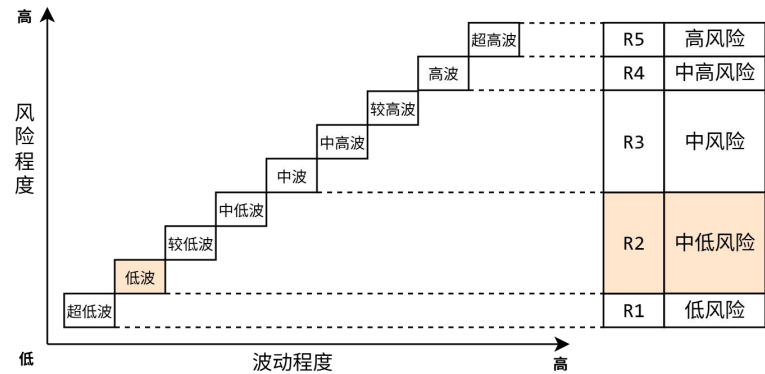 高
超高波
R5 高风险
高波
R4 中高风险
较高波
风险程度
中高波
R3 中风险
中波
中低波
较低波
R2 中低风险
低波
超低波
R1 低风险
低
波动程度
高